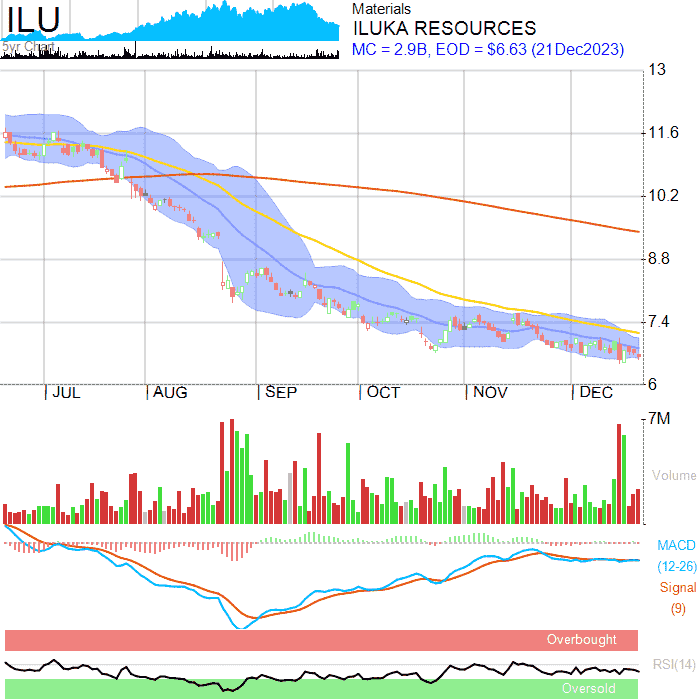 ILU
5yr Chart
Materials
ILUKA RESOURCES
MC = 2.9B, EOD = $6.63 (21Dec2023)
13
11.6
10.2
8.8
7.4
6
JUL AUG SEP OCT NOV DEC
7M
Volume
MACD
(12-26)
Signal
(9)
Overbought
RSI(14)
Oversold